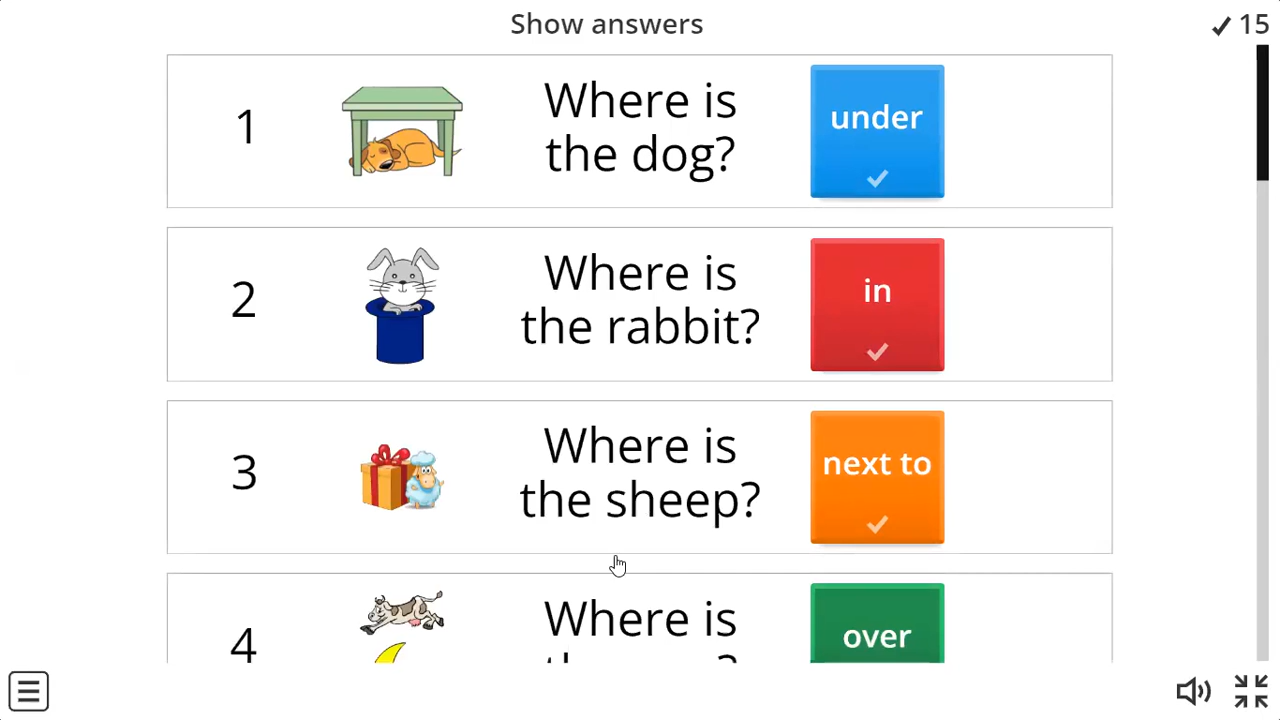 Show answers
15
1
Where is
the dog?
under
2
Where is
the rabbit?
in
3
Where is
the sheep?
next to
4
Where is
over